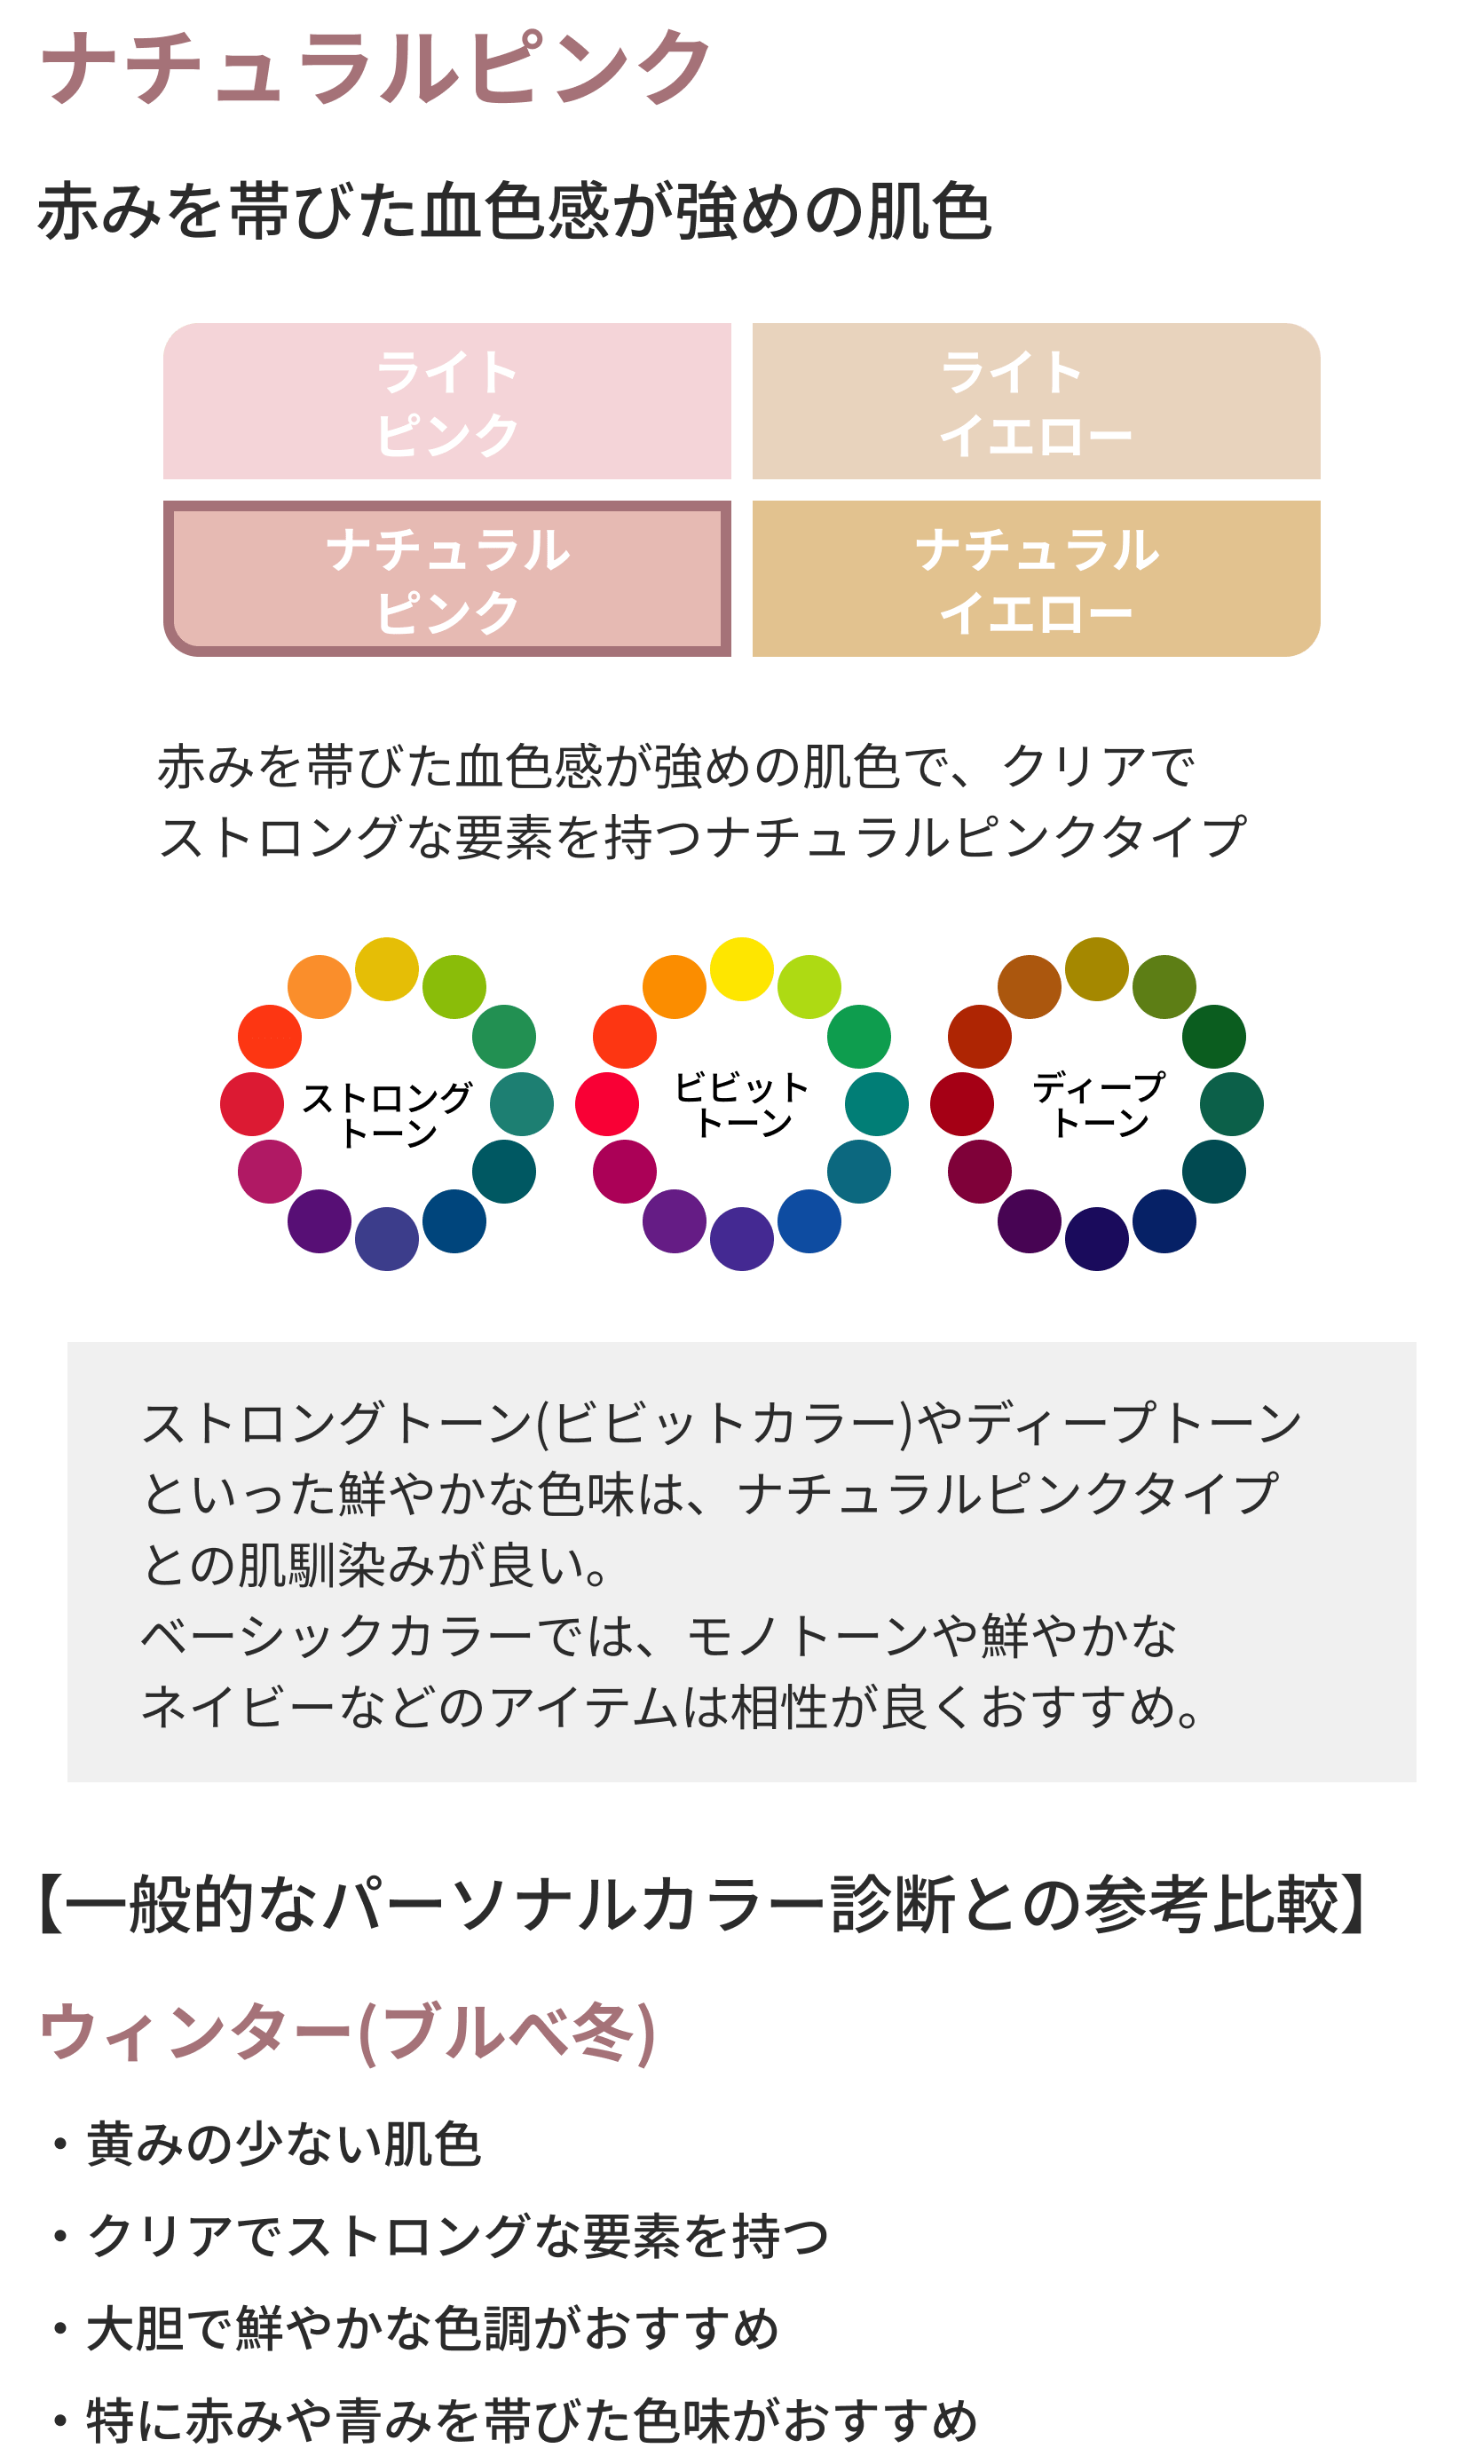 ナチュラルピンク
赤みを帯びた血色感が強めの肌色
ライト
ピンク
ライト
イエロー
ナチュラル
ピンク
ナチュラル
イエロー
赤みを帯びた血色感が強めの肌色で、クリアで
ストロングな要素を持つナチュラルピンクタイプ
ストロング
トーン
ビビット
トーン
ディープ
トーン
ストロングトーン(ビビットカラー)やディープトーン
といった鮮やかな色味は、ナチュラルピンクタイプ
との肌馴染みが良い。
ベーシックカラーでは、モノトーンや鮮やかな
ネイビーなどのアイテムは相性が良くおすすめ。
【一般的なパーソナルカラー診断との参考比較】
ウィンター(ブルべ冬)
・黄みの少ない肌色
・クリアでストロングな要素を持つ
・大胆で鮮やかな色調がおすすめ
・特に赤みや青みを帯びた色味がおすすめ